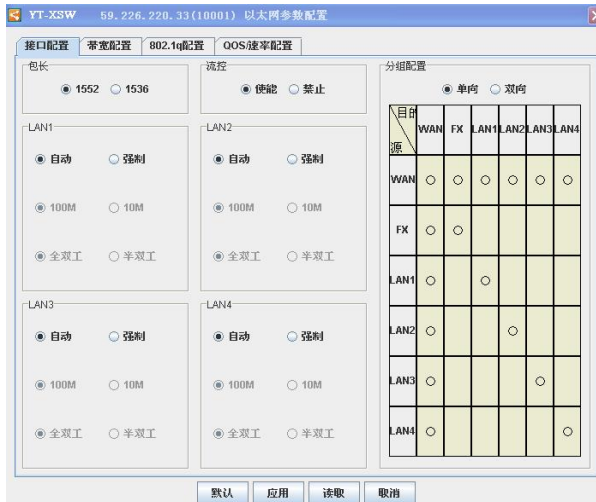 YT-XSW 59.226.220.33(10001) 以太网参数配置
接口配置 带宽配置 802.1q配置 QOS/速率配置
包长
1552 1536
流控
使能 禁止
分组配置
单向 双向
LAN1
自动 强制
100M 10M
全双工 半双工
LAN2
自动 强制
100M 10M
全双工 半双工
LAN3
自动 强制
100M 10M
全双工 半双工
LAN4
自动 强制
100M 10M
全双工 半双工
目的
源
WAN FX LAN1 LAN2 LAN3 LAN4
WAN
FX
LAN1
LAN2
LAN3
LAN4
默认 应用 读取 取消